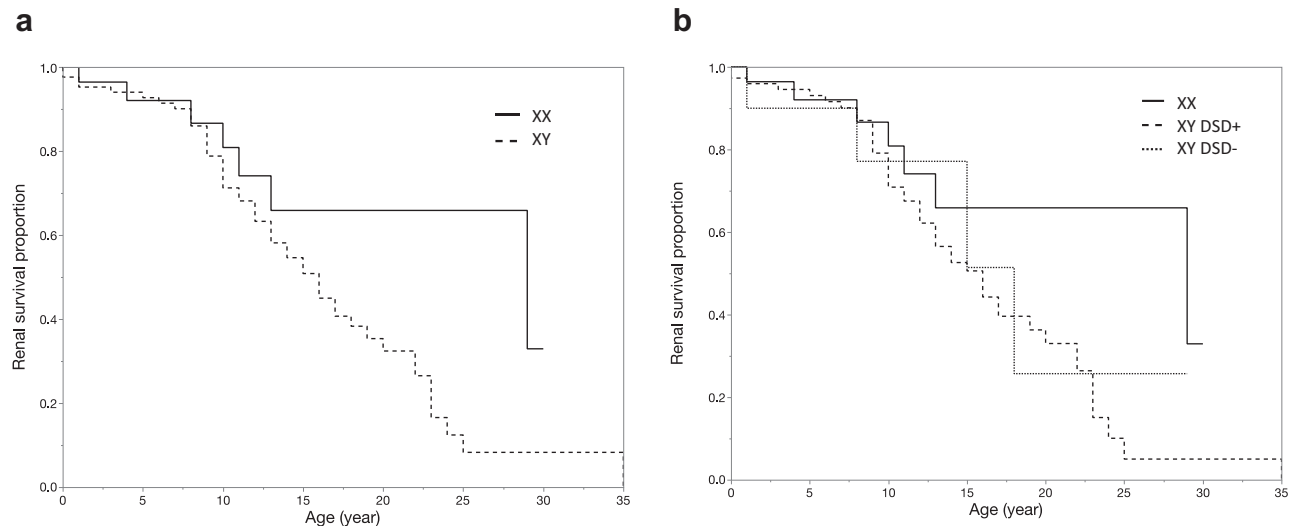 a
1.0
0.8
0.6
0.4
0.2
0.0
Renal survival proportion
XX
XY
0 5 10 15 20 25 30 35
Age (year)
b
1.0
0.8
0.6
0.4
0.2
0.0
Renal survival proportion
XX
XY DSD+
XY DSD-
0 5 10 15 20 25 30 35
Age (year)